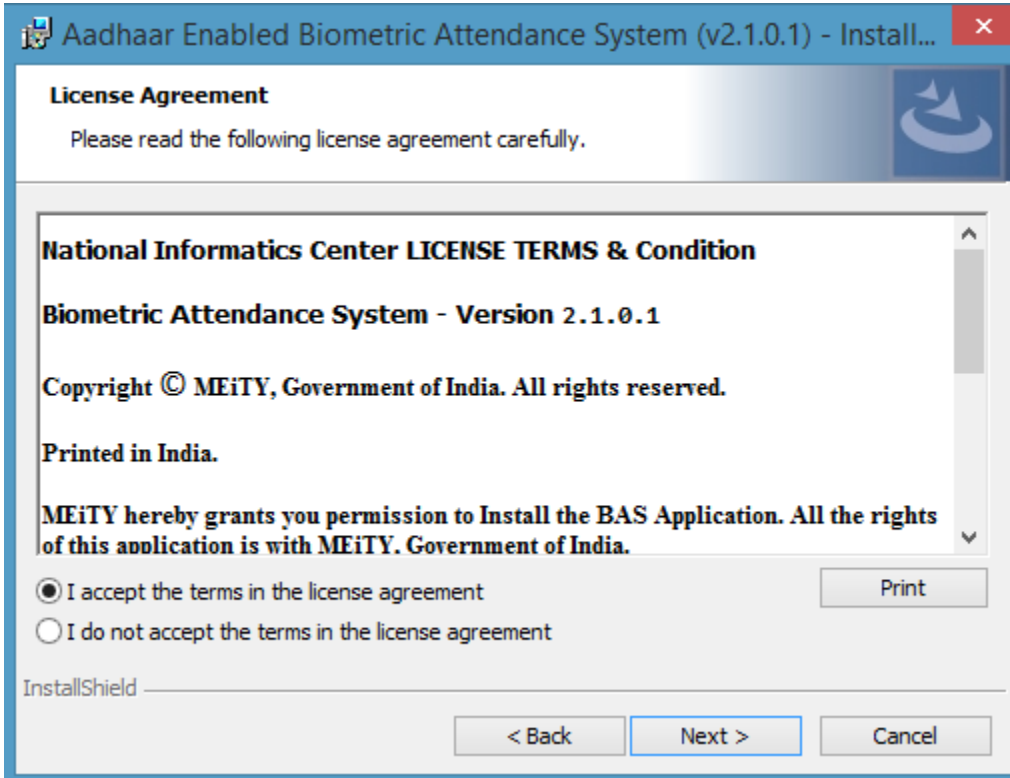 Aadhaar Enabled Biometric Attendance System (v2.1.0.1) - Install...
License Agreement
Please read the following license agreement carefully.
National Informatics Center LICENSE TERMS & Condition
Biometric Attendance System - Version 2.1.0.1
Copyright © MEiTY, Government of India. All rights reserved.
Printed in India.
MEiTY hereby grants you permission to Install the BAS Application. All the rights
of this application is with MEiTY, Government of India.
I accept the terms in the license agreement
Print
I do not accept the terms in the license agreement
InstallShield
< Back
Next >
Cancel